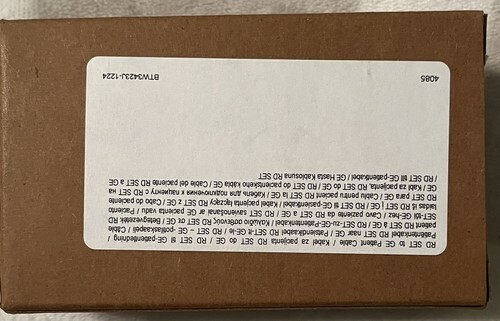 RD SET to GE Patient Cable / Kabel za pacijenta RD SET do GE / RD SET til GE-patientledning /
Patiëntenkabel RD SET naar GE / Patsiendikaabel RD SET-ilt GE-le / RD SET – GE -potilaskaapeli / Câble
patient RD SET à GE / RD SET-zu-GE-Patientenkabel / Καλώδιο ασθενούς RD SET σε GE / Betegvezeték RD
SET-től GE-hez / Cavo paziente da RD SET a GE / RD SET savienošanai ar GE pacienta vadu / Paciento
laidas iš RD SET į GE / RD SET til GE-pasientkabel / Kabel pacjenta łączący RD SET z GE / Cabo do paciente
RD SET para GE / Cablu pentru pacient RD SET la GE / Кабель для подключения к пациенту с RD SET на
GE / Kabl za pacijenta, RD SET do GE / RD SET do pacientskeho kábla GE / Cable del paciente RD SET a GE
/ RD SET till GE-patientkabel / GE Hasta Kablosuna RD SET
4085 BTW3423J-1224